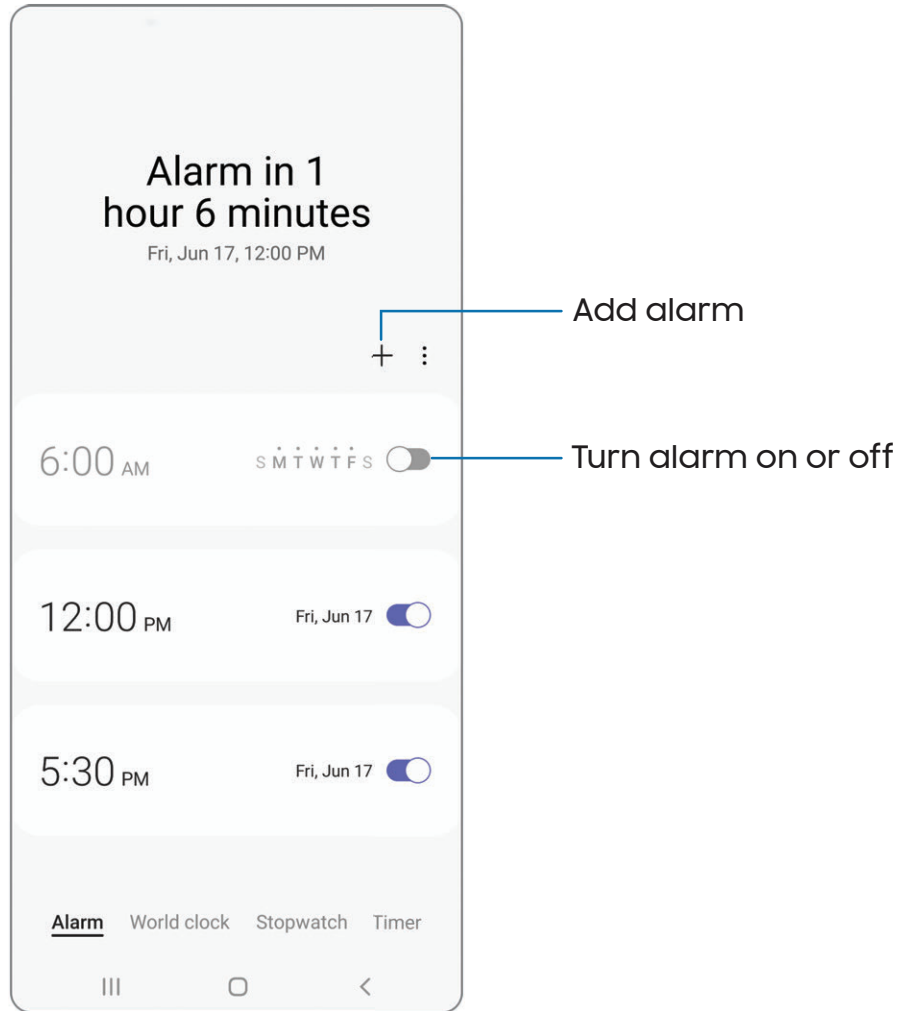 Alarm in 1
hour 6 minutes
Fri, Jun 17, 12:00 PM
Add alarm
6:00 AM S M T W T F S
Turn alarm on or off
12:00 PM Fri, Jun 17
5:30 PM Fri, Jun 17
Alarm World clock Stopwatch Timer